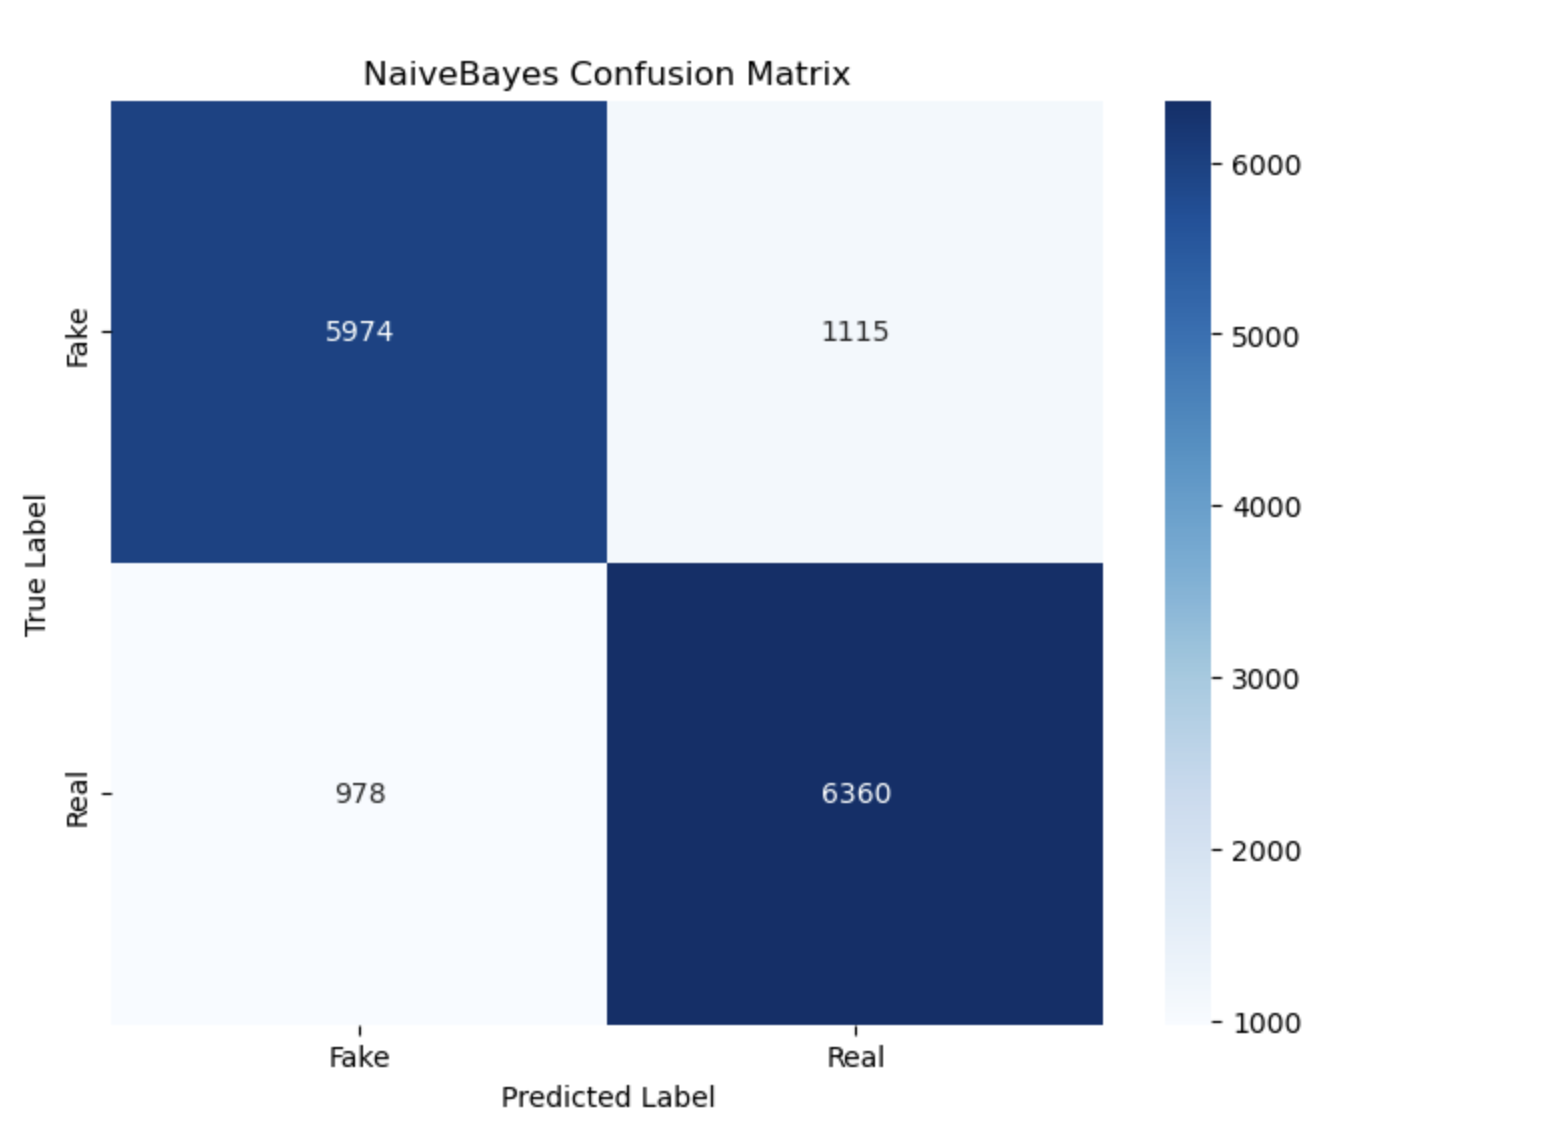 NaiveBayes Confusion Matrix
True Label
Fake
5974
1115
Real
978
6360
Fake
Real
Predicted Label
6000
5000
4000
3000
2000
1000